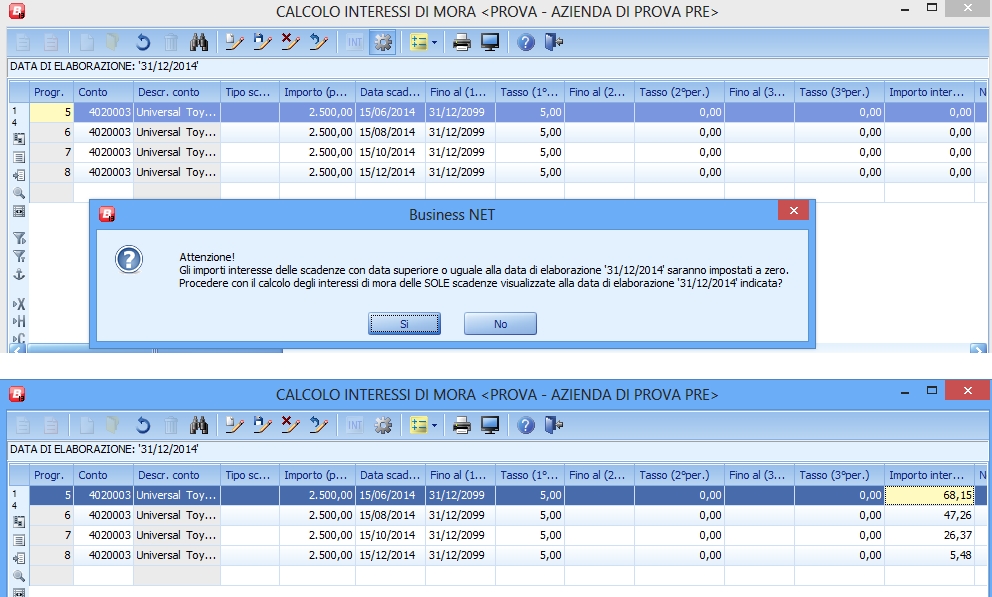 CALCOLO INTERESSI DI MORA <PROVA - AZIENDA DI PROVA PRE>
INT
DATA DI ELABORAZIONE: '31/12/2014'
Progr. Conto Descr. conto Tipo sc... Importo (p... Data scad... Fino al (1... Tasso (1°... Fino al (2... Tasso (2°per.) Fino al (3... Tasso (3°per.) Importo inter... N
1 5 4020003 Universal Toy... 2.500,00 15/06/2014 31/12/2099 5,00 0,00 0,00 0,00
4 6 4020003 Universal Toy... 2.500,00 15/08/2014 31/12/2099 5,00 0,00 0,00 0,00
7 4020003 Universal Toy... 2.500,00 15/10/2014 31/12/2099 5,00 0,00 0,00 0,00
8 4020003 Universal Toy... 2.500,00 15/12/2014 31/12/2099 5,00 0,00 0,00 0,00
Business NET
Attenzione!
Gli importi interesse delle scadenze con data superiore o uguale alla data di elaborazione '31/12/2014' saranno impostati a zero.
Procedere con il calcolo degli interessi di mora delle SOLE scadenze visualizzate alla data di elaborazione '31/12/2014' indicata?
Sì No
X
H
C
CALCOLO INTERESSI DI MORA <PROVA - AZIENDA DI PROVA PRE>
INT
DATA DI ELABORAZIONE: '31/12/2014'
Progr. Conto Descr. conto Tipo sc... Importo (p... Data scad... Fino al (1... Tasso (1°... Fino al (2... Tasso (2°per.) Fino al (3... Tasso (3°per.) Importo inter... N
1 5 4020003 Universal Toy... 2.500,00 15/06/2014 31/12/2099 5,00 0,00 0,00 68,15
4 6 4020003 Universal Toy... 2.500,00 15/08/2014 31/12/2099 5,00 0,00 0,00 47,26
7 4020003 Universal Toy... 2.500,00 15/10/2014 31/12/2099 5,00 0,00 0,00 26,37
8 4020003 Universal Toy... 2.500,00 15/12/2014 31/12/2099 5,00 0,00 0,00 5,48